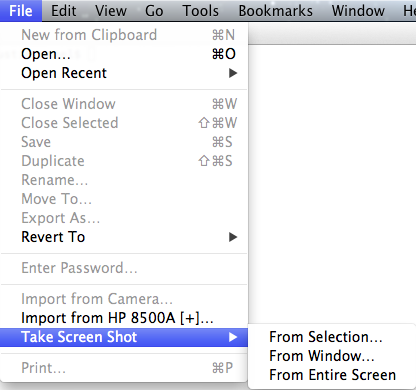 File Edit View Go Tools Bookmarks Window
New from Clipboard ⌘N
Open... ⌘O
Open Recent ▶
Close Window ⌘W
Close Selected ⇧⌘W
Save ⌘S
Duplicate ⇧⌘S
Rename...
Move To...
Export As...
Revert To ▶
Enter Password...
Import from Camera...
Import from HP 8500A [+]...
Take Screen Shot ▶
From Selection...
From Window...
From Entire Screen
Print... ⌘P